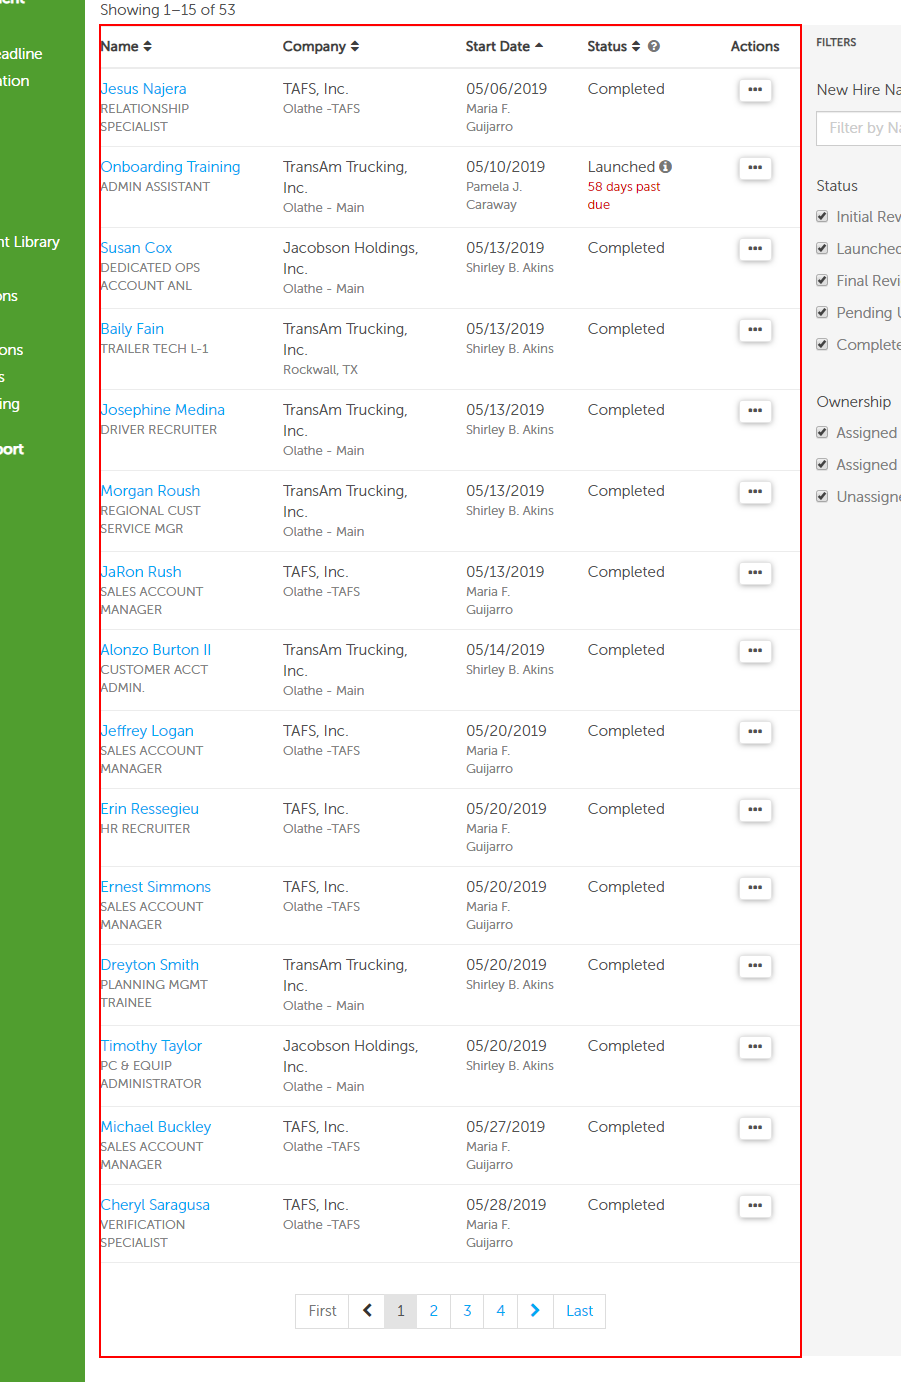 Showing 1–15 of 53
Name Company Start Date Status Actions
Jesus Najera TAFS, Inc. 05/06/2019 Completed
RELATIONSHIP Olathe -TAFS Maria F.
SPECIALIST Guijarro
Onboarding Training TransAm Trucking, 05/10/2019 Launched
ADMIN ASSISTANT Inc. Pamela J. 58 days past
Olathe - Main Caraway due
Susan Cox Jacobson Holdings, 05/13/2019 Completed
DEDICATED OPS Inc. Shirley B. Akins
ACCOUNT ANL Olathe - Main
Baily Fain TransAm Trucking, 05/13/2019 Completed
TRAILER TECH L-1 Inc. Shirley B. Akins
Rockwall, TX
Josephine Medina TransAm Trucking, 05/13/2019 Completed
DRIVER RECRUITER Inc. Shirley B. Akins
Olathe - Main
Morgan Roush TransAm Trucking, 05/13/2019 Completed
REGIONAL CUST Inc. Shirley B. Akins
SERVICE MGR Olathe - Main
JaRon Rush TAFS, Inc. 05/13/2019 Completed
SALES ACCOUNT Olathe -TAFS Maria F.
MANAGER Guijarro
Alonzo Burton II TransAm Trucking, 05/14/2019 Completed
CUSTOMER ACCT Inc. Shirley B. Akins
ADMIN. Olathe - Main
Jeffrey Logan TAFS, Inc. 05/20/2019 Completed
SALES ACCOUNT Olathe -TAFS Maria F.
MANAGER Guijarro
Erin Ressegieu TAFS, Inc. 05/20/2019 Completed
HR RECRUITER Olathe -TAFS Maria F.
Guijarro
Ernest Simmons TAFS, Inc. 05/20/2019 Completed
SALES ACCOUNT Olathe -TAFS Maria F.
MANAGER Guijarro
Dreyton Smith TransAm Trucking, 05/20/2019 Completed
PLANNING MGMT Inc. Shirley B. Akins
TRAINEE Olathe - Main
Timothy Taylor Jacobson Holdings, 05/20/2019 Completed
PC & EQUIP Inc. Shirley B. Akins
ADMINISTRATOR Olathe - Main
Michael Buckley TAFS, Inc. 05/27/2019 Completed
SALES ACCOUNT Olathe -TAFS Maria F.
MANAGER Guijarro
Cheryl Saragusa TAFS, Inc. 05/28/2019 Completed
VERIFICATION Olathe -TAFS Maria F.
SPECIALIST Guijarro
First 1 2 3 4 Last
FILTERS
New Hire
Filter by
Status
Initial
Final
Pending
Ownership
Assigned
Assigned
Library